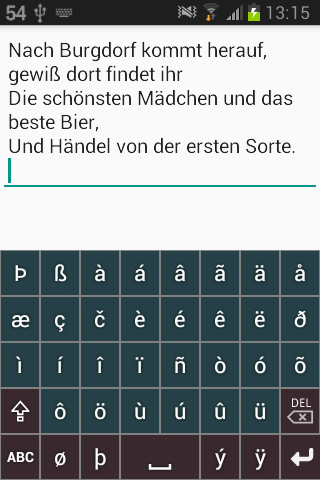 54 13:15
Nach Burgdorf kommt herauf,
gewiß dort findet ihr
Die schönsten Mädchen und das
beste Bier,
Und Händel von der ersten Sorte.
Þ ß à á â ã ä å
æ ç č è é ê ë ð
ì í î ï ñ ò ó õ
ô ö ù ú û ü DEL
ABC ø þ ý ÿ